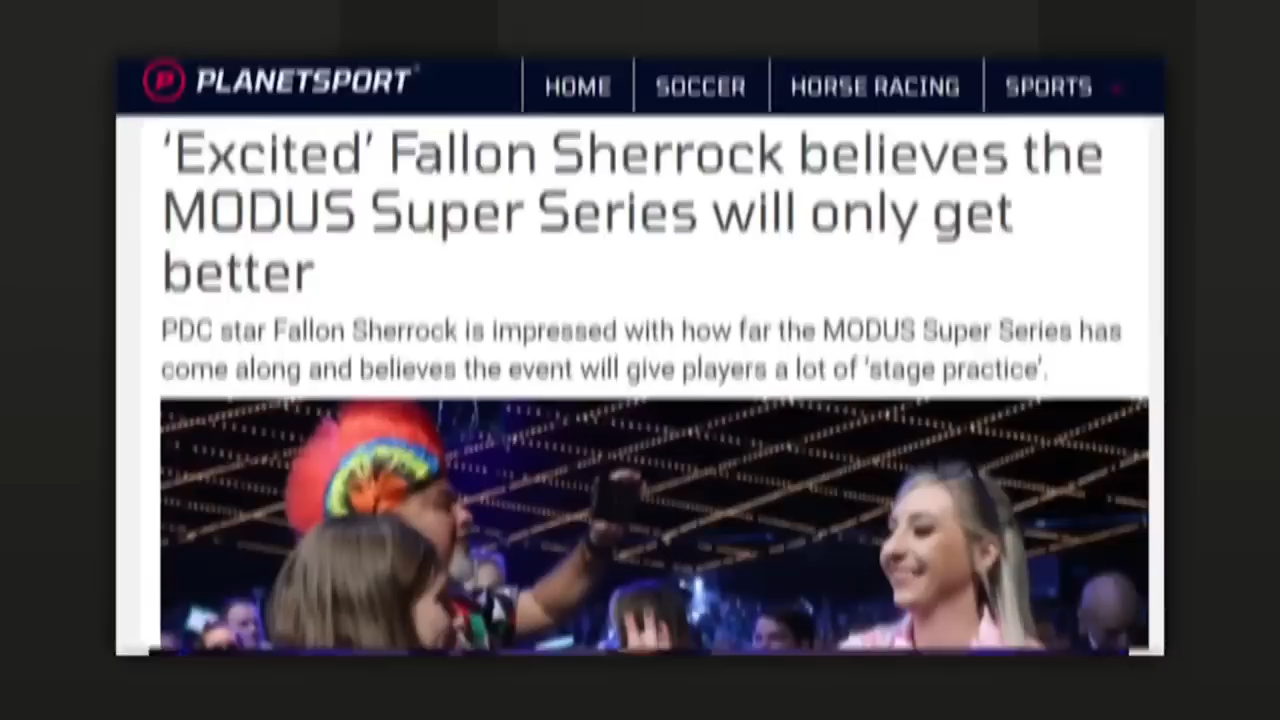 PLANETSPORT
HOME
SOCCER
HORSE RACING
SPORTS
‘Excited’ Fallon Sherrock believes the
MODUS Super Series will only get
better
PDC star Fallon Sherrock is impressed with how far the MODUS Super Series has
come along and believes the event will give players a lot of 'stage practice'.